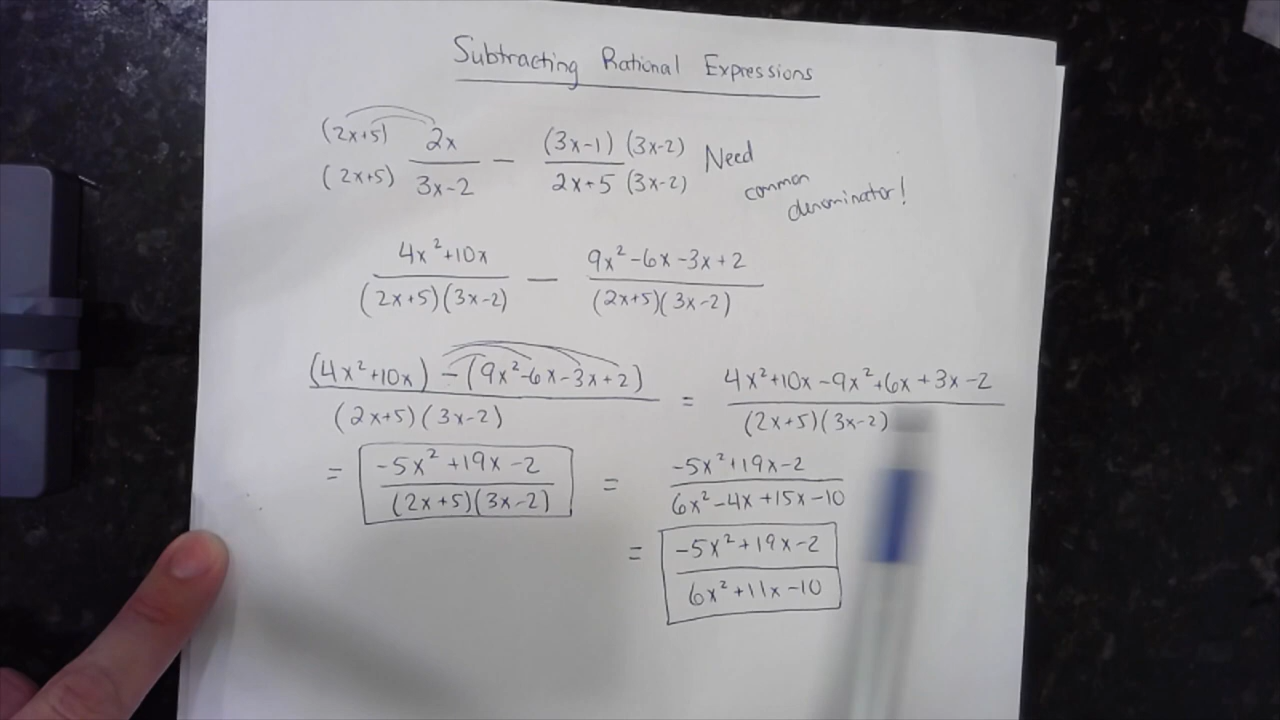 Subtracting Rational Expressions
(2x+5) 2x - (3x-1) (3x-2) Need
(2x+5) 3x-2 2x+5 (3x-2) common
denominator!
4x²+10x - 9x²-6x-3x+2
(2x+5)(3x-2) (2x+5)(3x-2)
(4x²+10x) -(9x²-6x-3x+2) = 4x²+10x-9x²+6x+3x-2
(2x+5)(3x-2) (2x+5)(3x-2)
= -5x²+19x-2 = -5x²+19x-2
(2x+5)(3x-2) 6x²-4x+15x-10
= -5x²+19x-2
6x²+11x-10